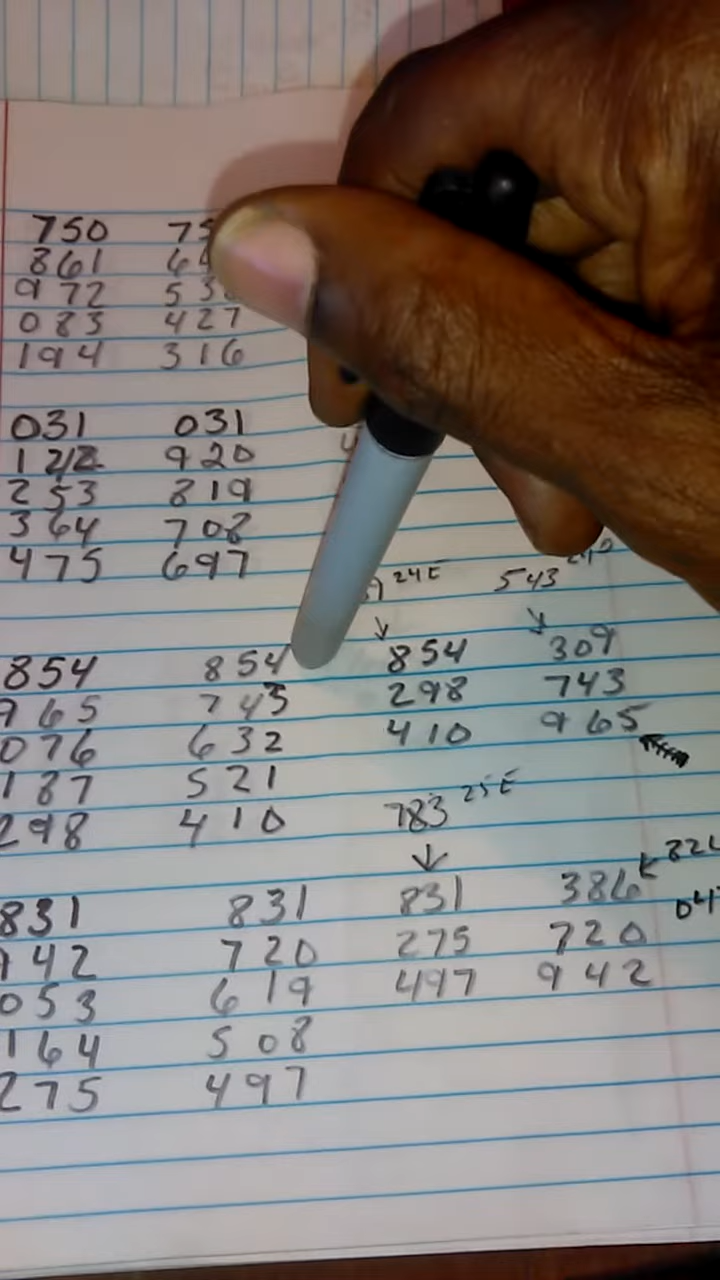 750 75
861 64
972 53
083 427
194 316
031 031
122 920
253 819
364 708
475 697
24E 543
854 854 854 309
965 743 298 743
076 632 410 965
187 521
298 410 783 25E
831 831 831 386
942 720 275 720
053 619 497 942
164 508
275 497